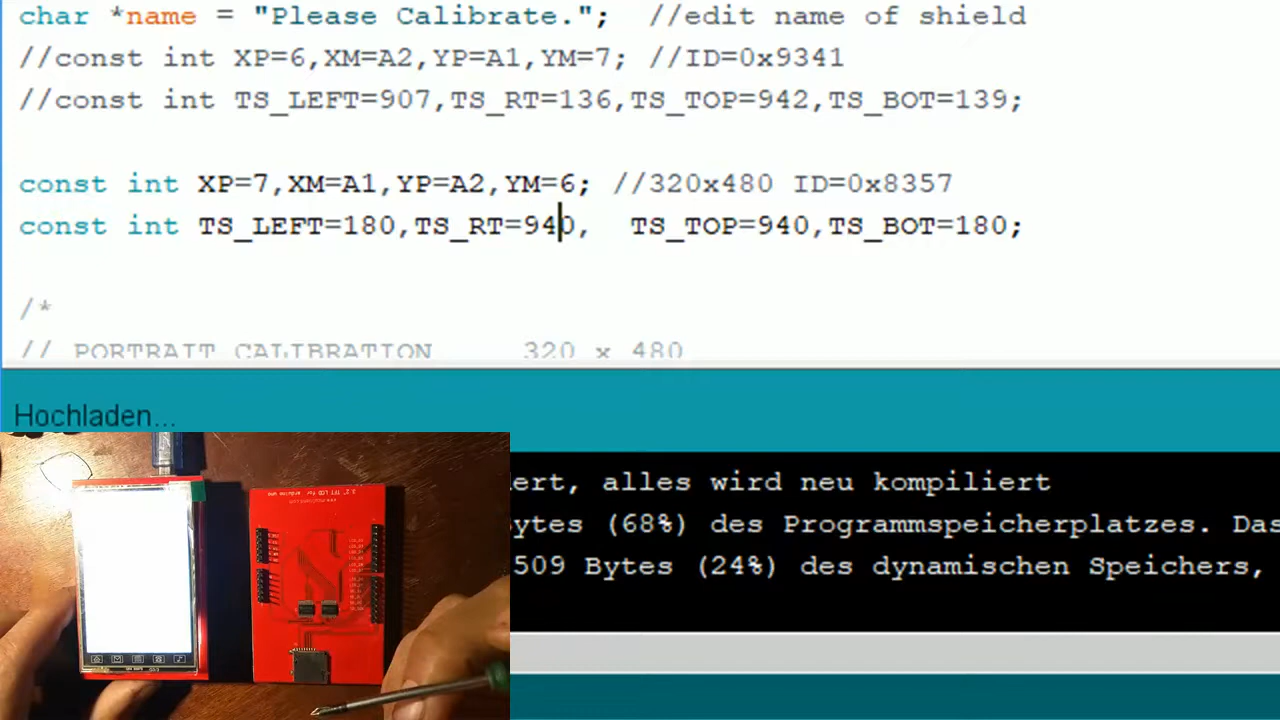 char *name = "Please Calibrate."; //edit name of shield
//const int XP=6,XM=A2,YP=A1,YM=7; //ID=0x9341
//const int TS_LEFT=907,TS_RT=136,TS_TOP=942,TS_BOT=139;
const int XP=7,XM=A1,YP=A2,YM=6; //320x480 ID=0x8357
const int TS_LEFT=180,TS_RT=940, TS_TOP=940,TS_BOT=180;
/*
// PORTRAIT CALIBRATION 320 x 480
Hochladen...
ert, alles wird neu kompiliert
ytes (68%) des Programmspeicherplatzes. Das
509 Bytes (24%) des dynamischen Speichers,